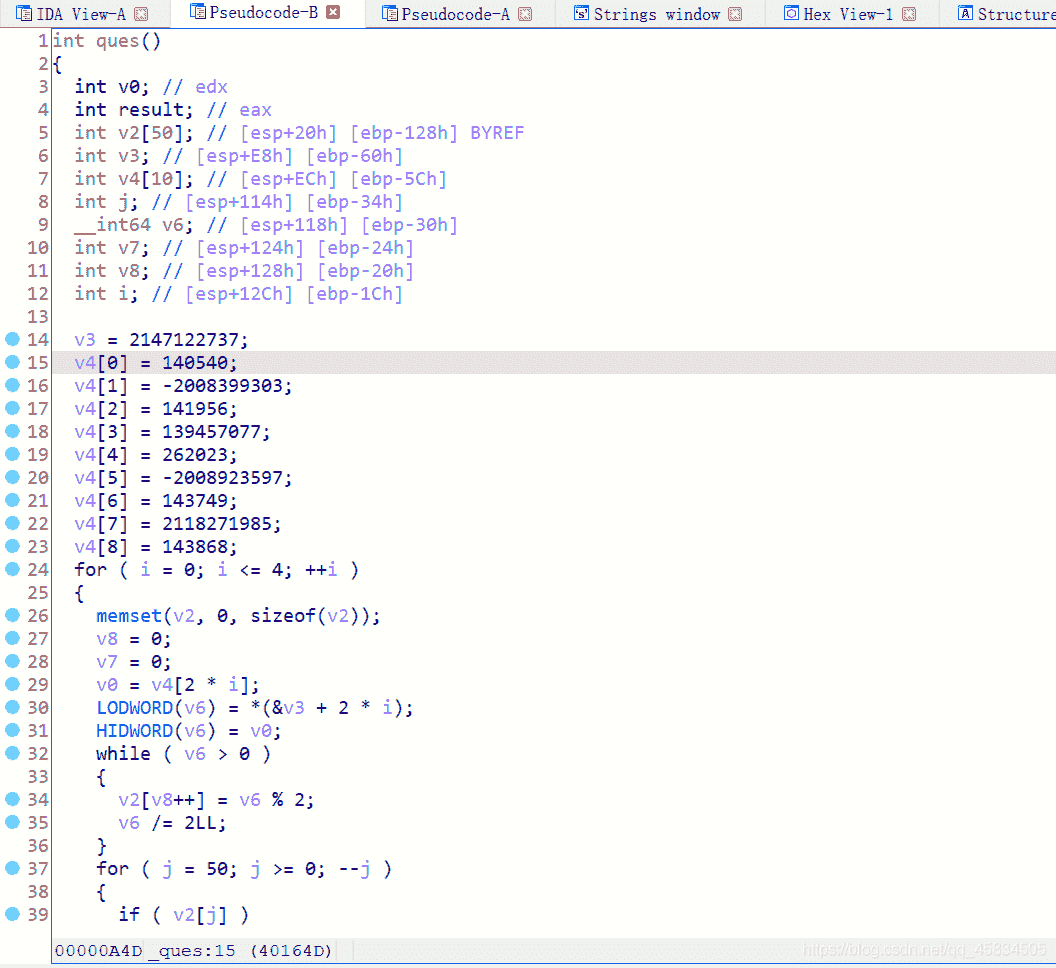 IDA View-A Pseudocode-B Pseudocode-A Strings window Hex View-1 Structure
1 int ques()
2 {
3 int v0; // edx
4 int result; // eax
5 int v2[50]; // [esp+20h] [ebp-128h] BYREF
6 int v3; // [esp+E8h] [ebp-60h]
7 int v4[10]; // [esp+ECh] [ebp-5Ch]
8 int j; // [esp+114h] [ebp-34h]
9 __int64 v6; // [esp+118h] [ebp-30h]
10 int v7; // [esp+124h] [ebp-24h]
11 int v8; // [esp+128h] [ebp-20h]
12 int i; // [esp+12Ch] [ebp-1Ch]
13
14 v3 = 2147122737;
15 v4[0] = 140540;
16 v4[1] = -2008399303;
17 v4[2] = 141956;
18 v4[3] = 139457077;
19 v4[4] = 262023;
20 v4[5] = -2008923597;
21 v4[6] = 143749;
22 v4[7] = 2118271985;
23 v4[8] = 143868;
24 for ( i = 0; i <= 4; ++i )
25 {
26 memset(v2, 0, sizeof(v2));
27 v8 = 0;
28 v7 = 0;
29 v0 = v4[2 * i];
30 LODWORD(v6) = *(&v3 + 2 * i);
31 HIDWORD(v6) = v0;
32 while ( v6 > 0 )
33 {
34 v2[v8++] = v6 % 2;
35 v6 /= 2LL;
36 }
37 for ( j = 50; j >= 0; --j )
38 {
39 if ( v2[j] )
00000A4D _ques:15 (40164D)
https://blog.csdn.net/qq_45834505